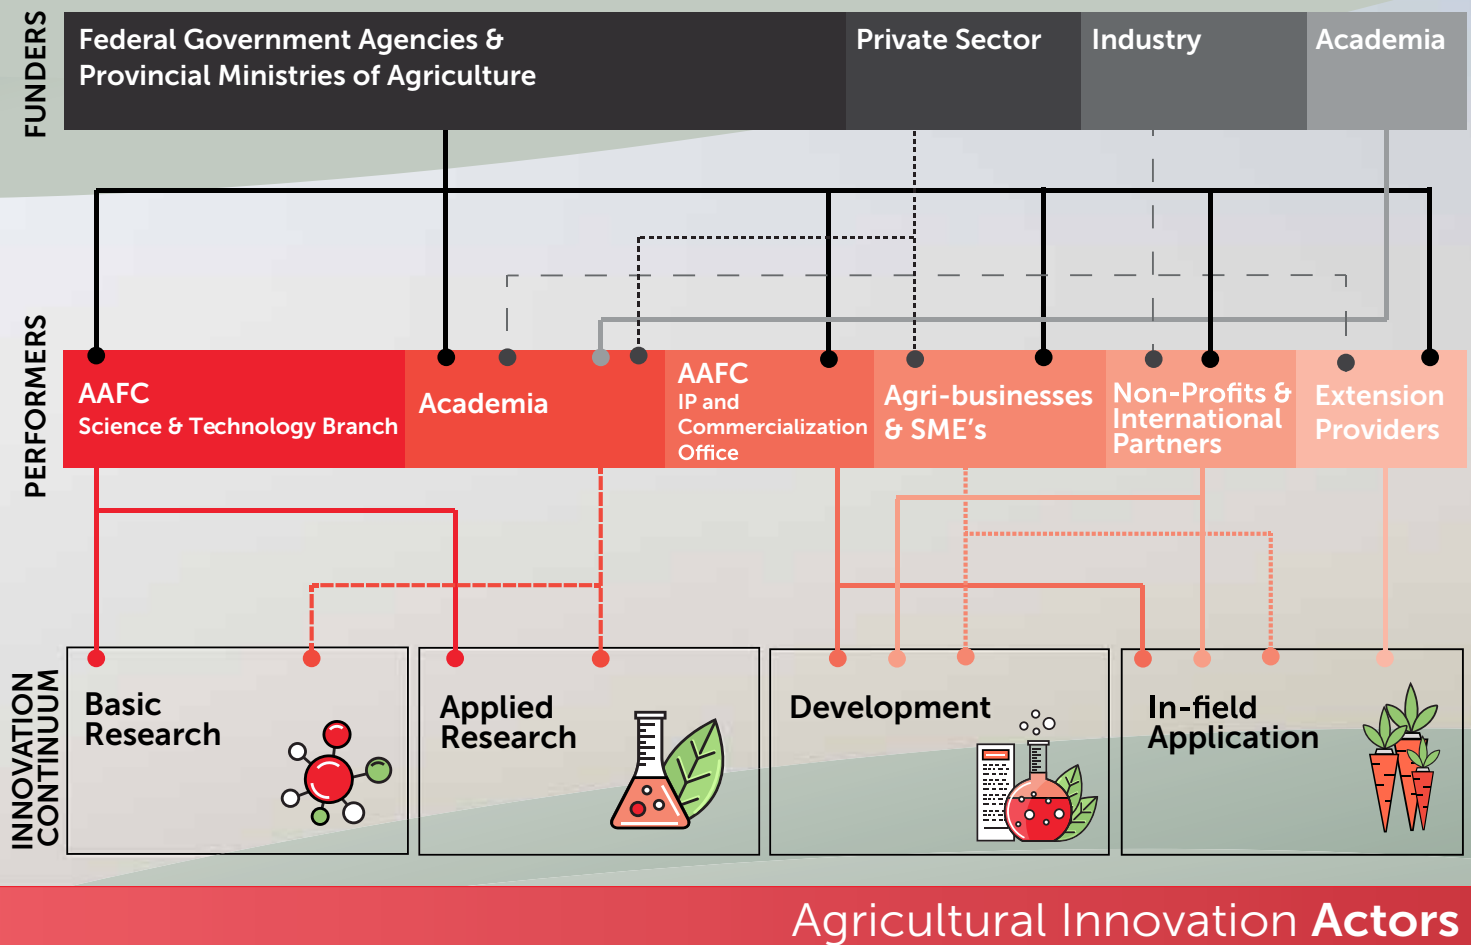 FUNDERS
Federal Government Agencies &
Provincial Ministries of Agriculture
Private Sector
Industry
Academia
PERFORMERS
AAFC
Science & Technology Branch
Academia
AAFC
IP and
Commercialization
Office
Agri-businesses
& SME's
Non-Profits &
International
Partners
Extension
Providers
INNOVATION
CONTINUUM
Basic
Research
Applied
Research
Development
In-field
Application
Agricultural Innovation Actors